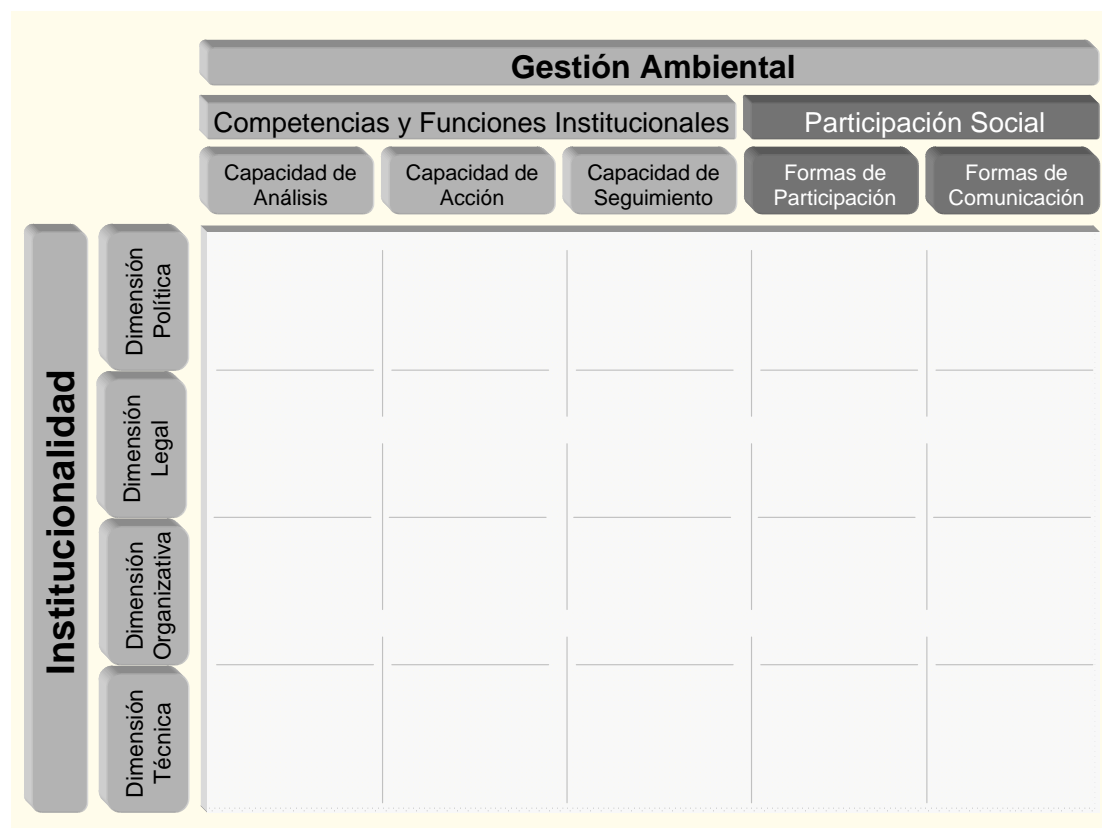 Gestión Ambiental
Competencias y Funciones Institucionales
Participación Social
Capacidad de
Análisis
Capacidad de
Acción
Capacidad de
Seguimiento
Formas de
Participación
Formas de
Comunicación
Institucionalidad
Dimensión
Política
Dimensión
Legal
Dimensión
Organizativa
Dimensión
Técnica